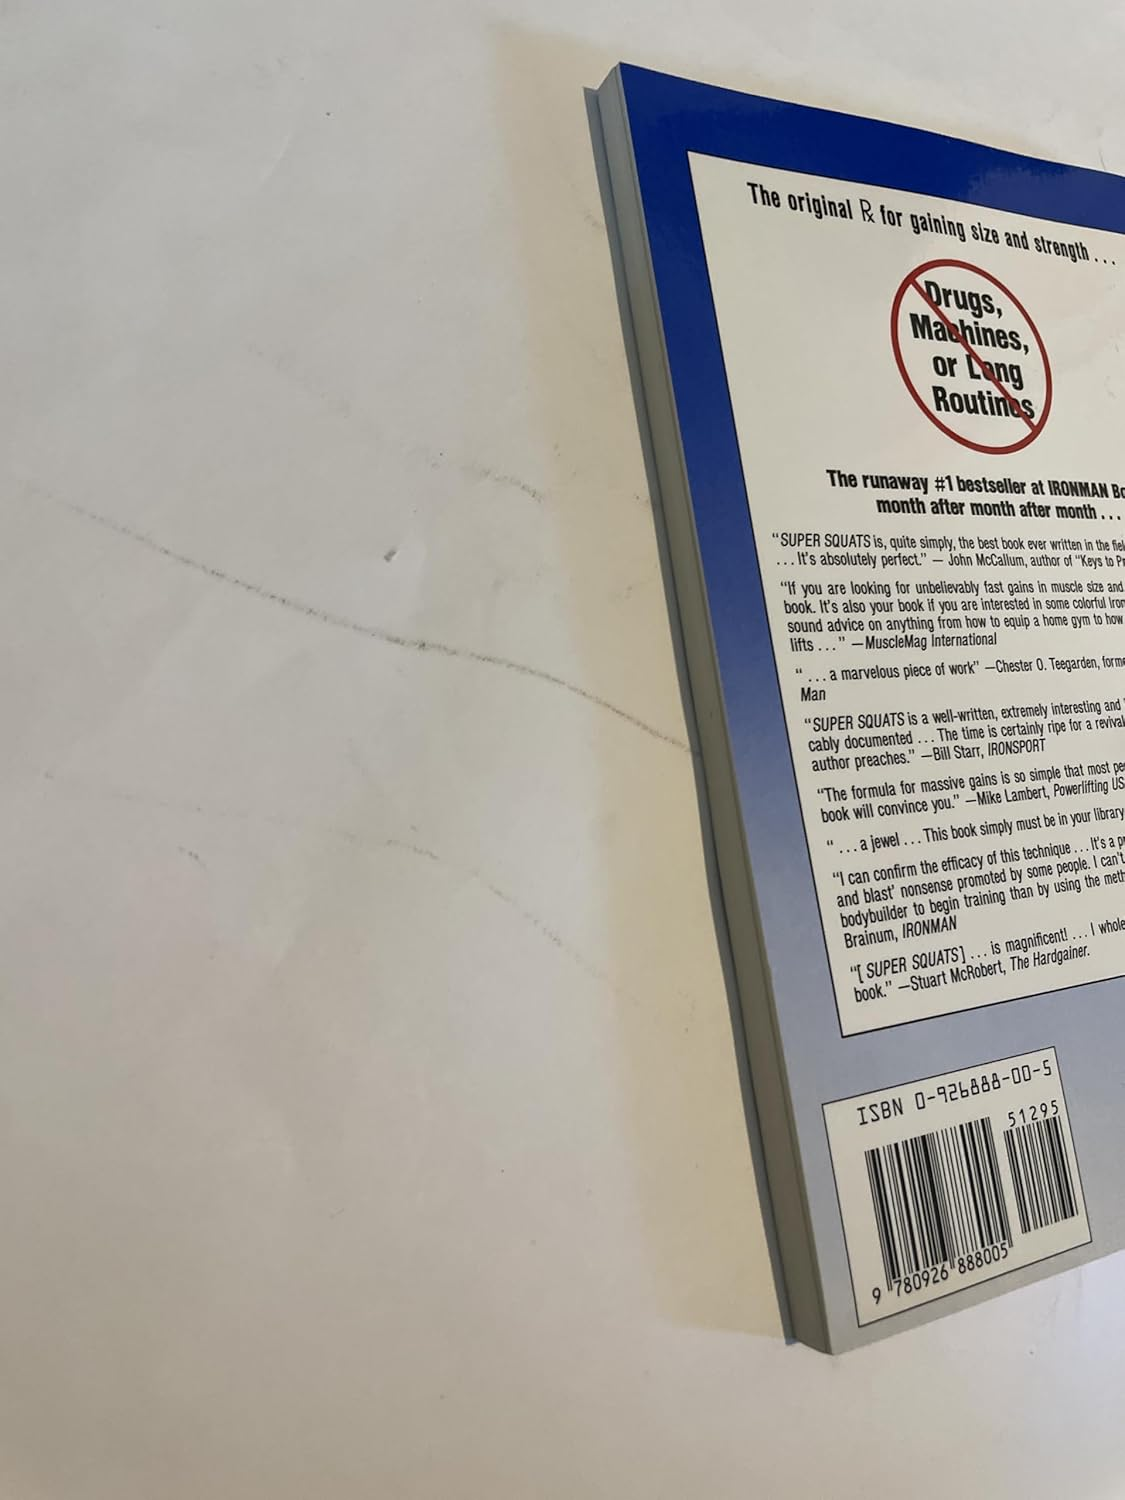 The original ℞ for gaining size and strength . . .
Drugs,
Machines,
or Long
Routines
The runaway #1 bestseller at IRONMAN
month after month after month . . .
“SUPER SQUATS is, quite simply, the best book ever written in the
. . . It's absolutely perfect.” — John McCallum, author of “Keys to
“If you are looking for unbelievably fast gains in muscle size and
book. It's also your book if you are interested in some colorful
sound advice on anything from how to equip a home gym to how
lifts . . . ” —MuscleMag International
“ . . . a marvelous piece of work” —Chester O. Teegarden,
Man
“SUPER SQUATS is a well-written, extremely interesting and
cably documented . . . The time is certainly ripe for a revival
author preaches.” —Bill Starr, IRONSPORT
“The formula for massive gains is so simple that most
book will convince you.” —Mike Lambert, Powerlifting
“ . . . a jewel . . . This book simply must be in your library
“I can confirm the efficacy of this technique . . . It's a
and blast' nonsense promoted by some people. I can't
bodybuilder to begin training than by using the
Brainum, IRONMAN
“[ SUPER SQUATS] . . . is magnificent! . . . I
book.” —Stuart McRobert, The Hardgainer.
ISBN 0-926888-00-5
51295
9 780926 888005